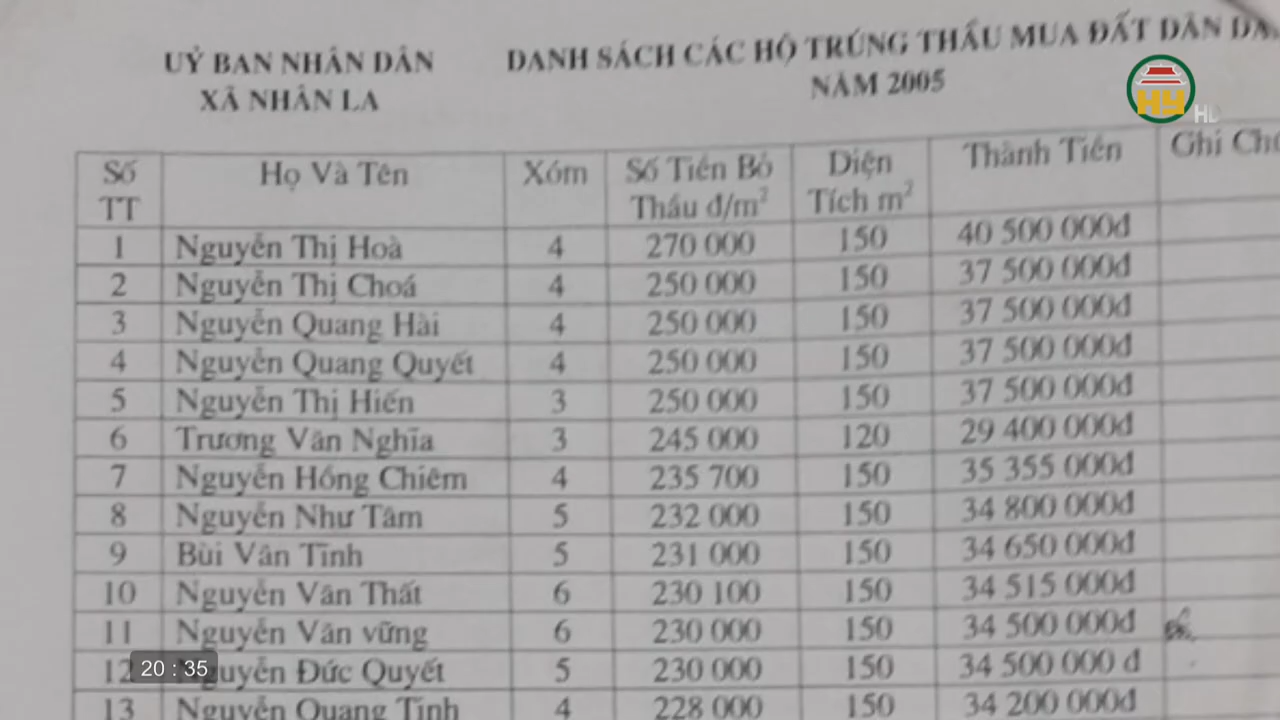 UỶ BAN NHÂN DÂN
XÃ NHÂN LA
DANH SÁCH CÁC HỘ TRÚNG THẦU MUA ĐẤT DÃN DÂN
NĂM 2005
HY HD
Số TT Họ Và Tên Xóm Số Tiền Bỏ Thầu đ/m² Diện Tích m² Thành Tiền Ghi Chú
1 Nguyễn Thị Hoà 4 270 000 150 40 500 000đ
2 Nguyễn Thị Choá 4 250 000 150 37 500 000đ
3 Nguyễn Quang Hài 4 250 000 150 37 500 000đ
4 Nguyễn Quang Quyết 4 250 000 150 37 500 000đ
5 Nguyễn Thị Hiến 3 250 000 150 37 500 000đ
6 Trương Văn Nghĩa 3 245 000 120 29 400 000đ
7 Nguyễn Hồng Chiêm 4 235 700 150 35 355 000đ
8 Nguyễn Như Tâm 5 232 000 150 34 800 000đ
9 Bùi Văn Tĩnh 5 231 000 150 34 650 000đ
10 Nguyễn Văn Thất 6 230 100 150 34 515 000đ
11 Nguyễn Văn vững 6 230 000 150 34 500 000đ
12 Nguyễn Đức Quyết 5 230 000 150 34 500 000 đ
20 : 35
13 Nguyễn Quang Tinh 4 228 000 150 34 200 000đ